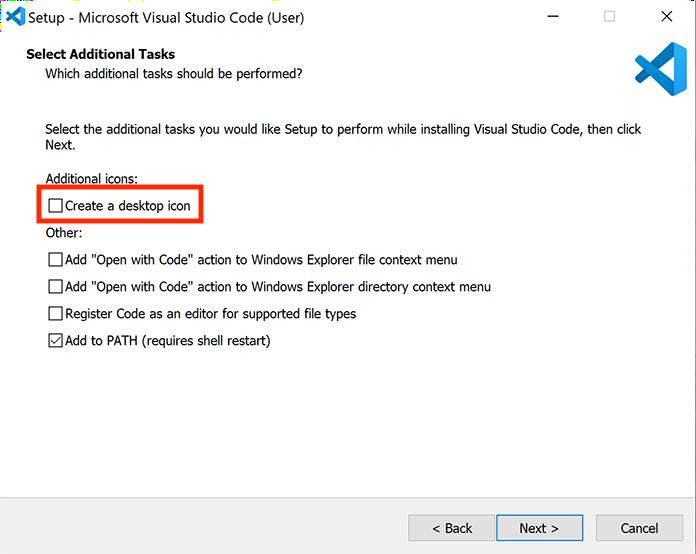 Setup - Microsoft Visual Studio Code (User)
Select Additional Tasks
Which additional tasks should be performed?
Select the additional tasks you would like Setup to perform while installing Visual Studio Code, then click
Next.
Additional icons:
Create a desktop icon
Other:
Add "Open with Code" action to Windows Explorer file context menu
Add "Open with Code" action to Windows Explorer directory context menu
Register Code as an editor for supported file types
Add to PATH (requires shell restart)
< Back Next > Cancel